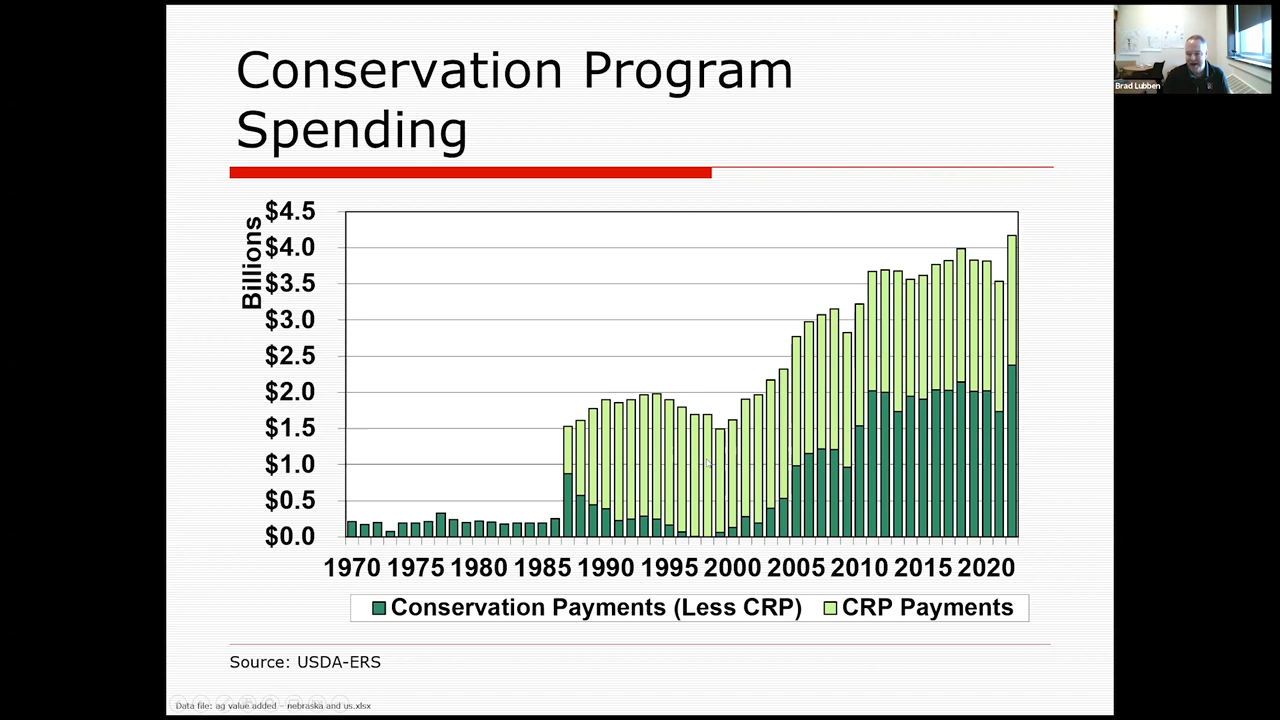 Conservation Program
Spending
Brad Lubben
Billions
$4.5
$4.0
$3.5
$3.0
$2.5
$2.0
$1.5
$1.0
$0.5
$0.0
1970 1975 1980 1985 1990 1995 2000 2005 2010 2015 2020
Conservation Payments (Less CRP) CRP Payments
Source: USDA-ERS
Data file: ag value added – nebraska and us.xlsx